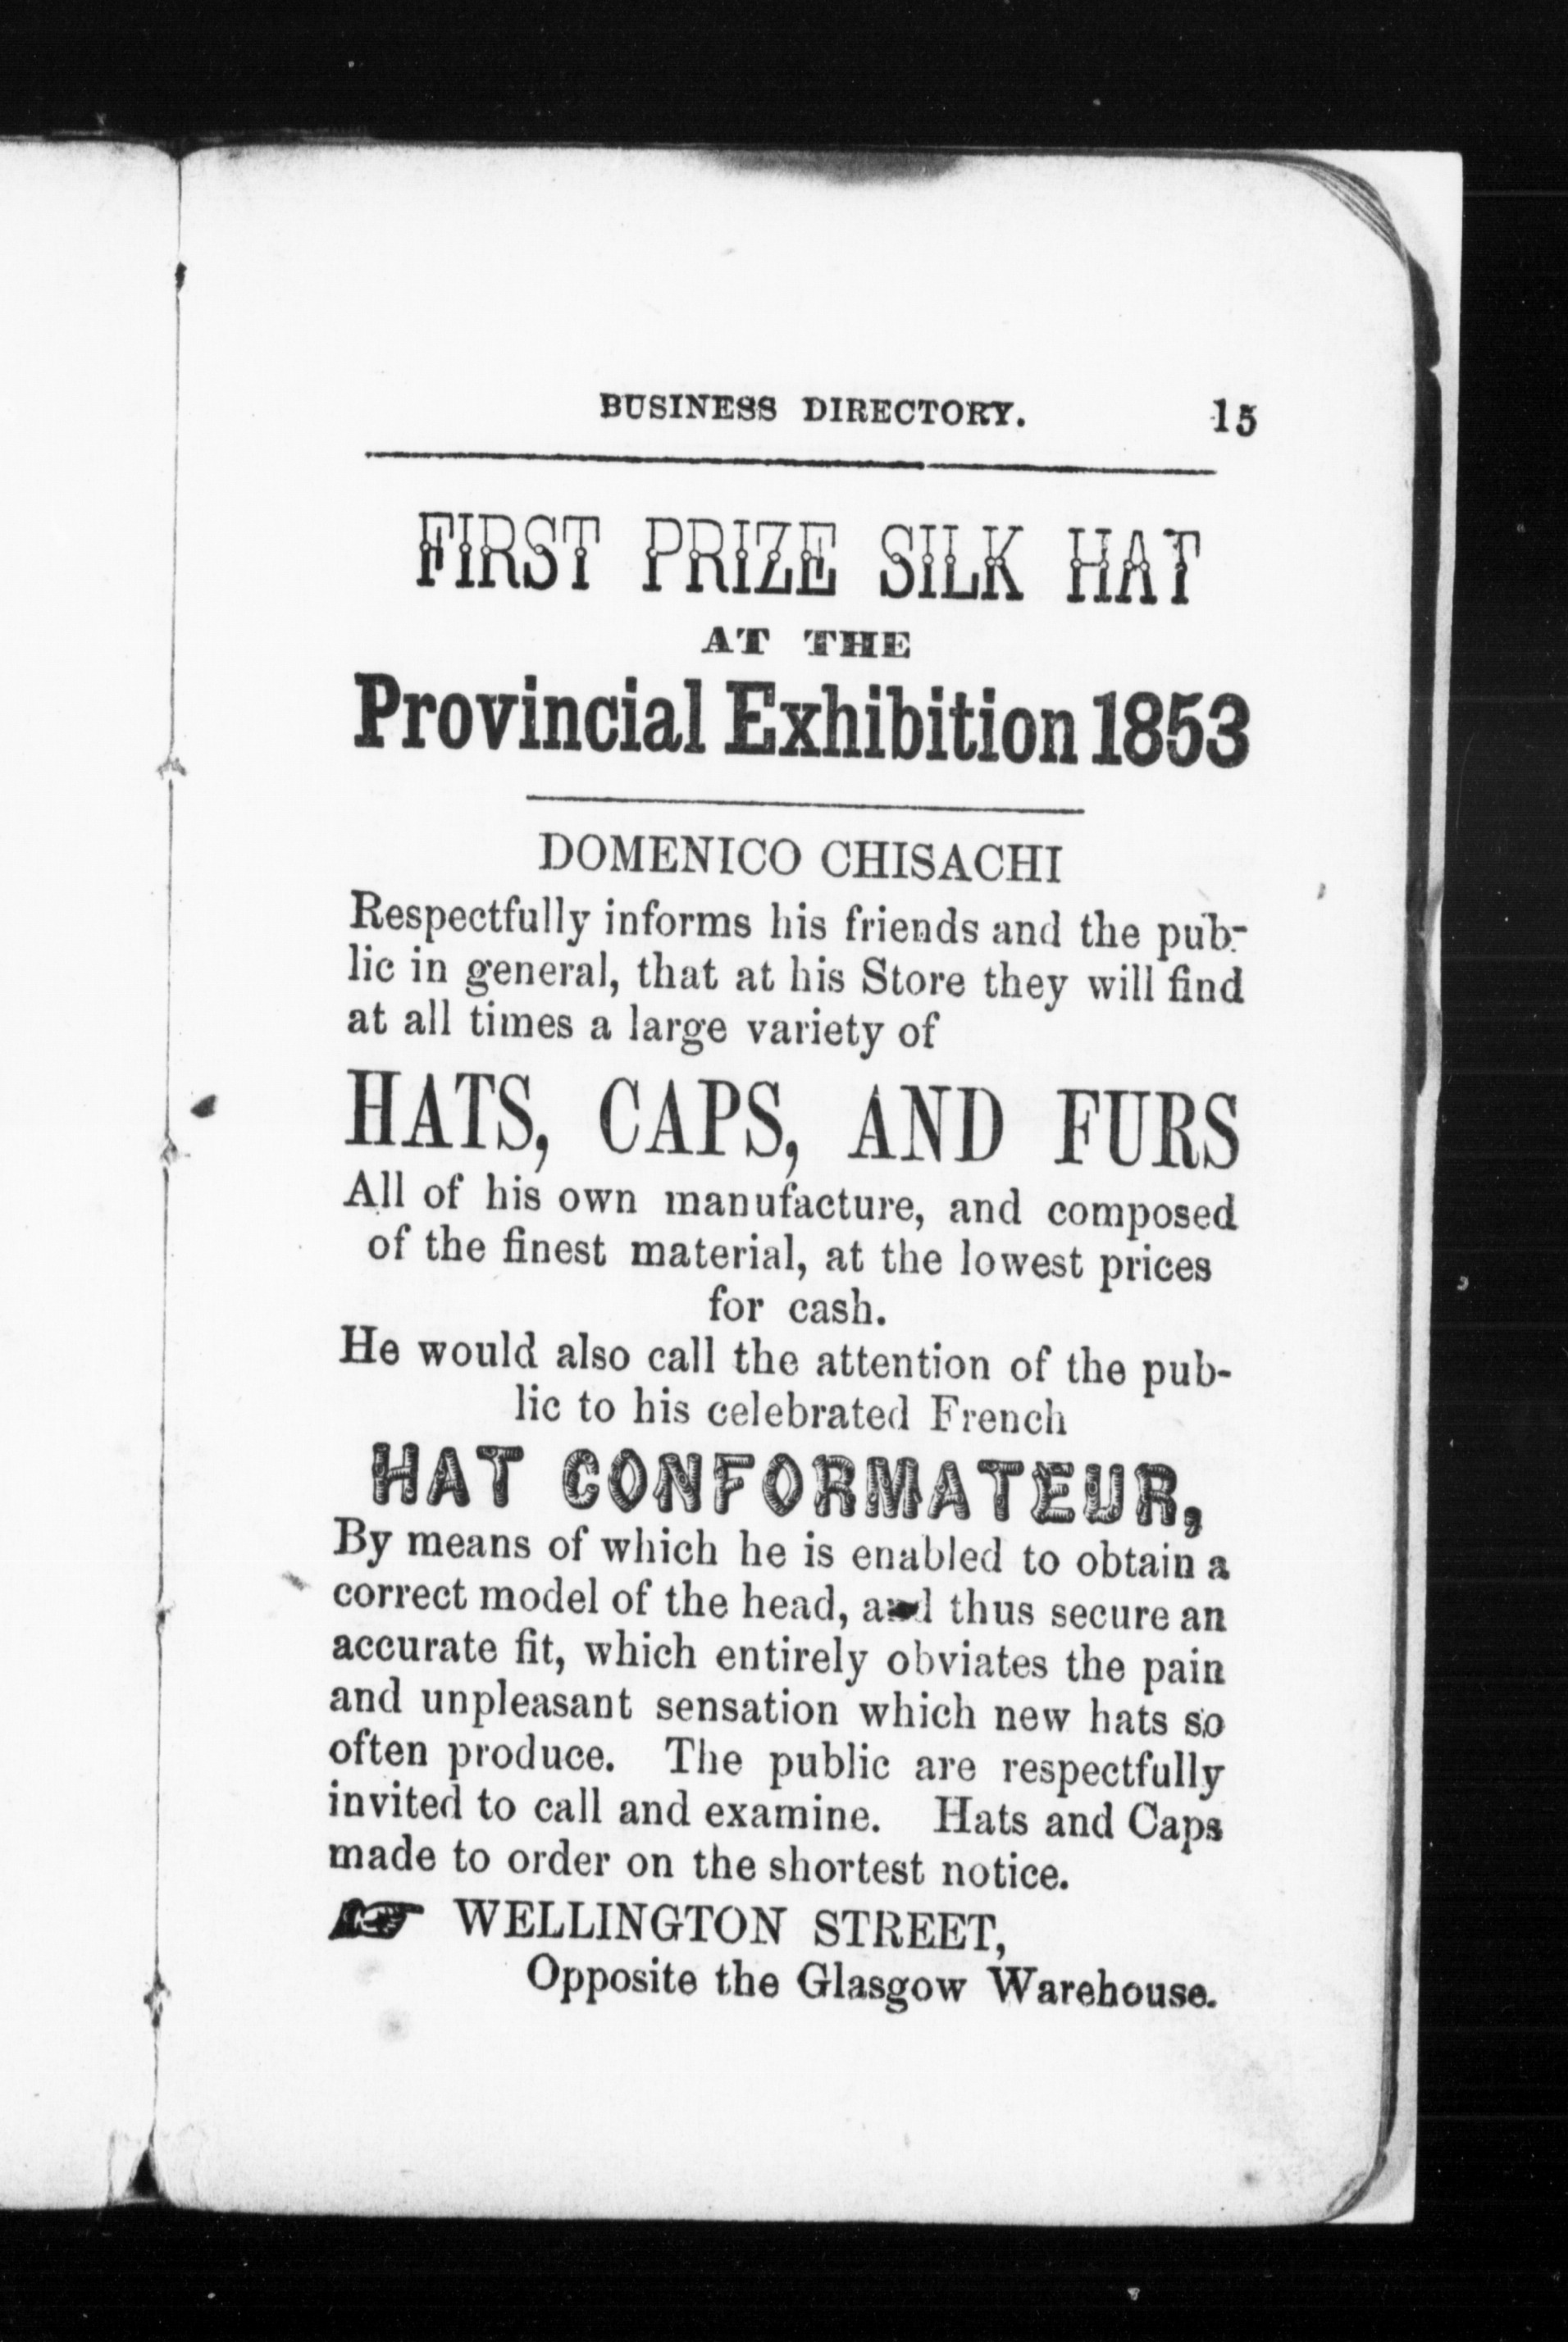 BUSINESS DIRECTORY. 15
FIRST PRIZE SILK HAT
AT THE
Provincial Exhibition 1853
DOMENICO CHISACHI
Respectfully informs his friends and the pub-
lic in general, that at his Store they will find
at all times a large variety of
HATS, CAPS, AND FURS
All of his own manufacture, and composed
of the finest material, at the lowest prices
for cash.
He would also call the attention of the pub-
lic to his celebrated French
HAT CONFORMATEUR,
By means of which he is enabled to obtain a
correct model of the head, and thus secure an
accurate fit, which entirely obviates the pain
and unpleasant sensation which new hats so
often produce. The public are respectfully
invited to call and examine. Hats and Caps
made to order on the shortest notice.
☞ WELLINGTON STREET,
Opposite the Glasgow Warehouse.